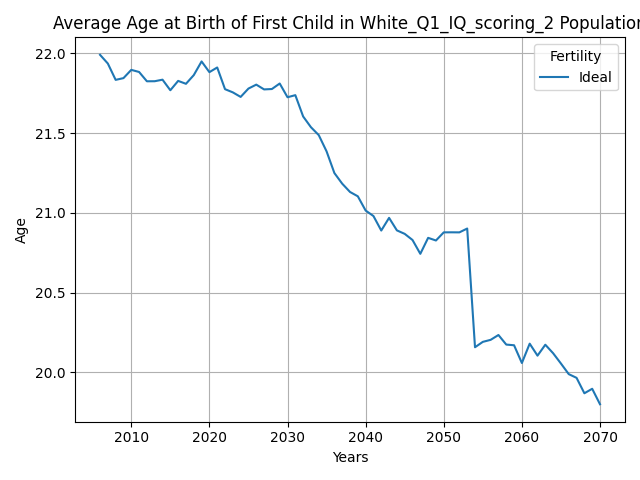 Average Age at Birth of First Child in White_Q1_IQ_scoring_2 Population
Fertility
Ideal
Age
22.0
21.5
21.0
20.5
20.0
2010 2020 2030 2040 2050 2060 2070
Years